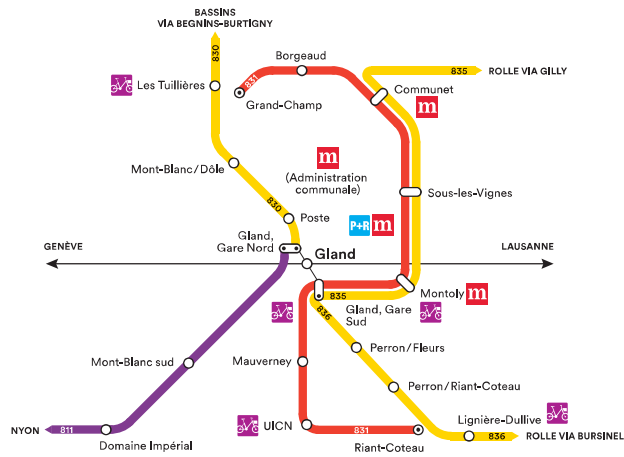 BASSINS
VIA BEGNINS-BURTIGNY
830
Borgeaud
Les Tuillières
831
Grand-Champ
835
ROLLE VIA GILLY
Communet
m
m
(Administration
communale)
Mont-Blanc/Dôle
Sous-les-Vignes
830
Poste
P+R m
Gland,
Gare Nord
GENÈVE
Gland
LAUSANNE
835
Montoly
m
Gland, Gare
Sud
836
Perron/Fleurs
Mont-Blanc sud
Mauverney
Perron/Riant-Coteau
Lignière-Dullive
UICN
NYON
811
831
836
ROLLE VIA BURSINEL
Domaine Impérial
Riant-Coteau